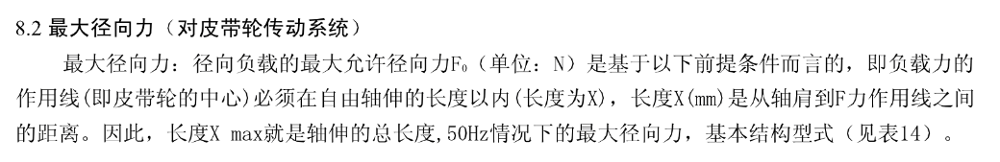 8.2 最大径向力（对皮带轮传动系统）
最大径向力：径向负载的最大允许径向力F₀（单位：N）是基于以下前提条件而言的，即负载力的
作用线(即皮带轮的中心)必须在自由轴伸的长度以内(长度为X)，长度X(mm)是从轴肩到F力作用线之间
的距离。因此，长度X max就是轴伸的总长度,50Hz情况下的最大径向力，基本结构型式（见表14）。